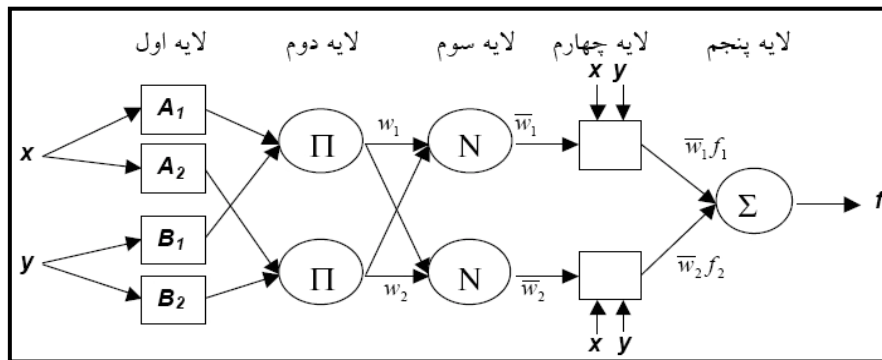 لایه اول لایه دوم لایه سوم لایه چهارم لایه پنجم
x y
A₁
w₁ w̅₁
x Π N w̅₁f₁
A₂
Σ f
B₁
y Π N w̅₂f₂
B₂ w₂ w̅₂
x y